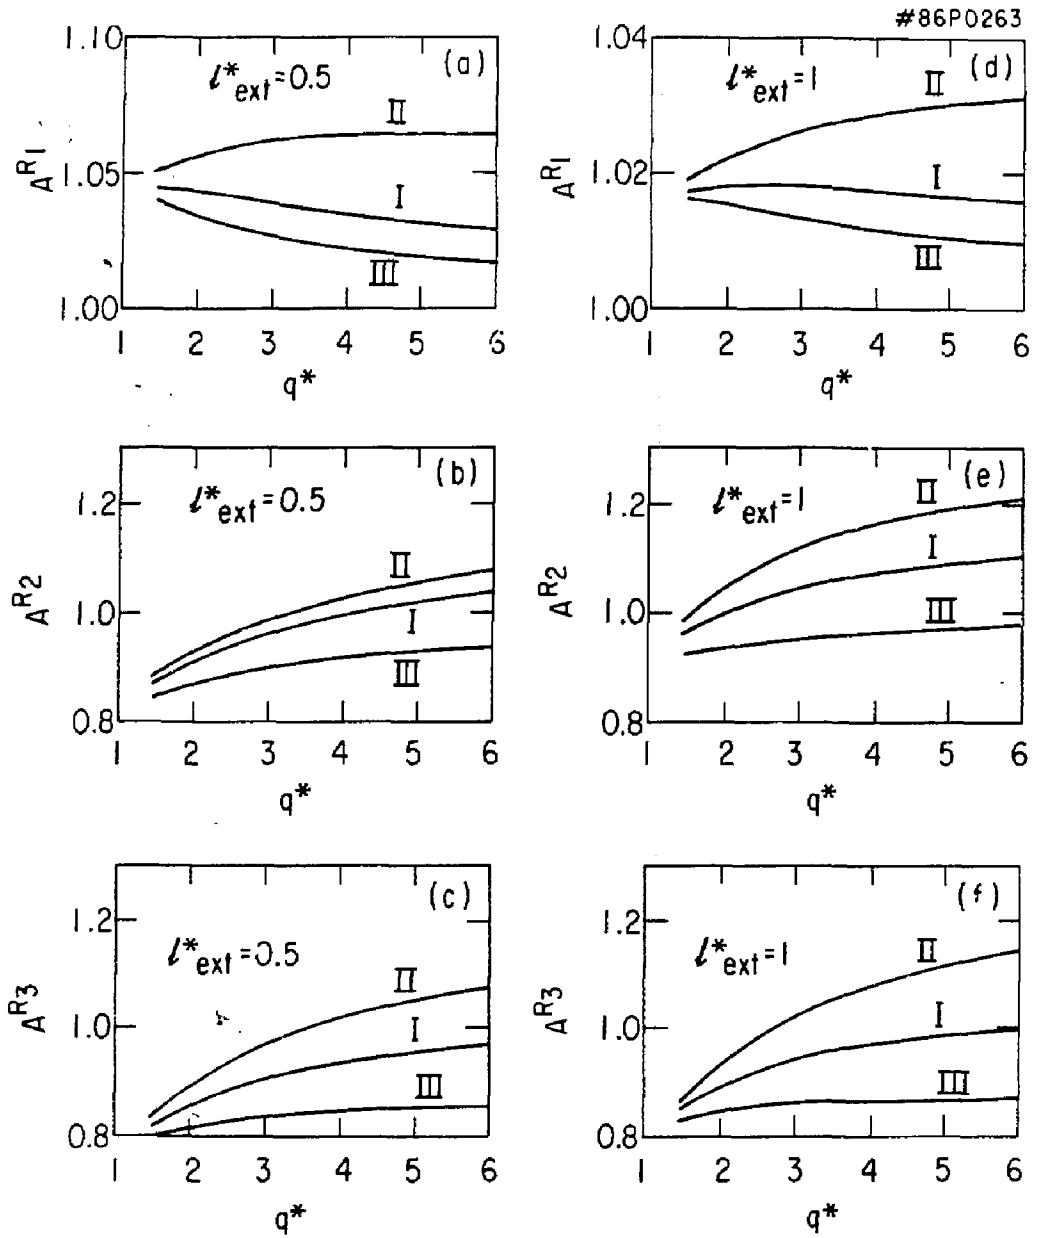 #86P0263
1.10
(a)
ℓ*ext=0.5
II
A^R1
1.05
I
III
1.00
1 2 3 4 5 6
q*
1.04
(d)
ℓ*ext=1
II
A^R1
1.02
I
III
1.00
1 2 3 4 5 6
q*
(b)
1.2
ℓ*ext=0.5
II
A^R2
1.0
I
III
0.8
1 2 3 4 5 6
q*
(e)
1.2
ℓ*ext=1
II
I
A^R2
1.0
III
0.8
1 2 3 4 5 6
q*
(c)
1.2
ℓ*ext=0.5
II
A^R3
1.0
I
III
0.8
1 2 3 4 5 6
q*
(f)
1.2
ℓ*ext=1
II
A^R3
1.0
I
III
0.8
1 2 3 4 5 6
q*